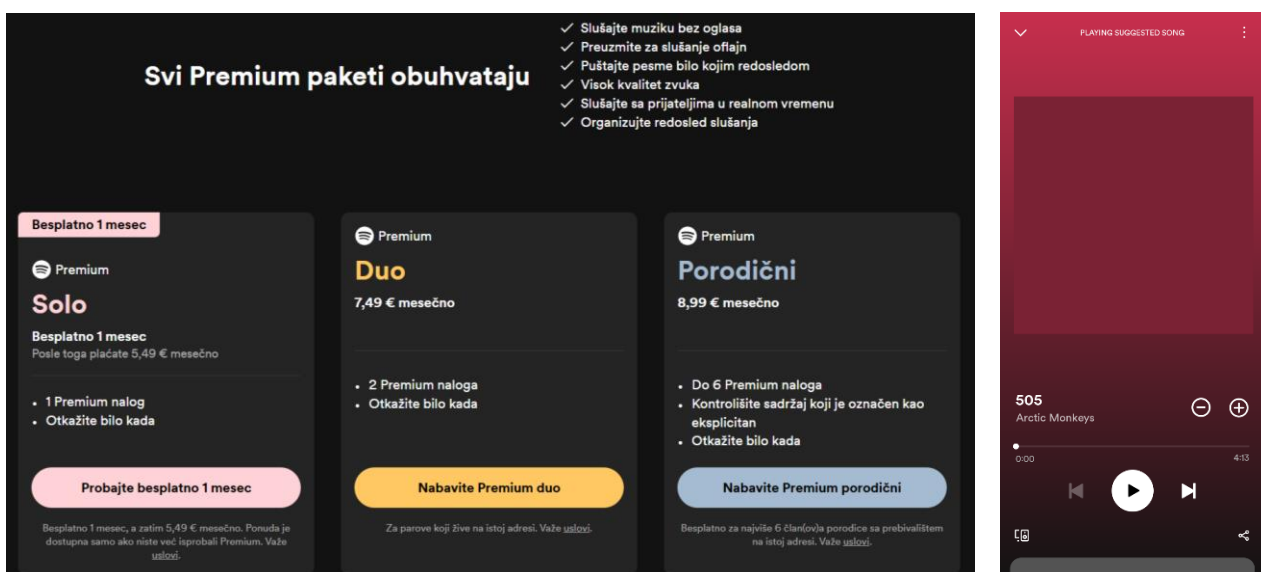 Svi Premium paketi obuhvataju
Slušajte muziku bez oglasa
Preuzmite za slušanje oflajn
Puštajte pesme bilo kojim redosledom
Visok kvalitet zvuka
Slušajte sa prijateljima u realnom vremenu
Organizujte redosled slušanja
Besplatno 1 mesec
Premium
Solo
Besplatno 1 mesec
Posle toga plaćate 5,49 € mesečno
1 Premium nalog
Otkažite bilo kada
Probajte besplatno 1 mesec
Besplatno 1 mesec, a zatim 5,49 € mesečno. Ponuda je
dostupna samo ako niste već isprobali Premium. Važe
uslovi.
Premium
Duo
7,49 € mesečno
2 Premium naloga
Otkažite bilo kada
Nabavite Premium duo
Za parove koji žive na istoj adresi. Važe uslovi.
Premium
Porodični
8,99 € mesečno
Do 6 Premium naloga
Kontrolišite sadržaj koji je označen kao
eksplicitan
Otkažite bilo kada
Nabavite Premium porodični
Besplatno za najviše 6 član(ov)a porodice sa prebivalištem
na istoj adresi. Važe uslovi.
PLAYING SUGGESTED SONG
505
Arctic Monkeys
0:00
4:13